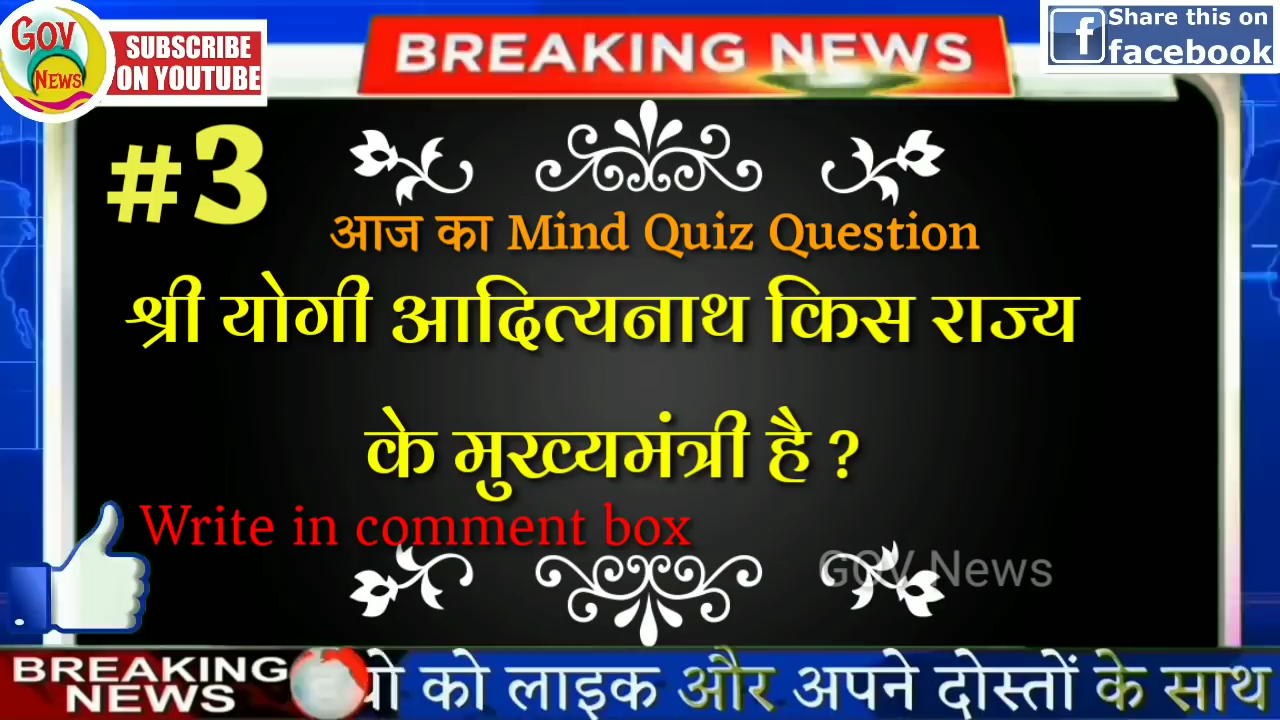 GOV
NEWS
SUBSCRIBE
ON YOUTUBE
BREAKING NEWS
Share this on
facebook
#3
आज का Mind Quiz Question
श्री योगी आदित्यनाथ किस राज्य
के मुख्यमंत्री है ?
Write in comment box
GOV News
BREAKING
NEWS
को लाइक और अपने दोस्तों के साथ